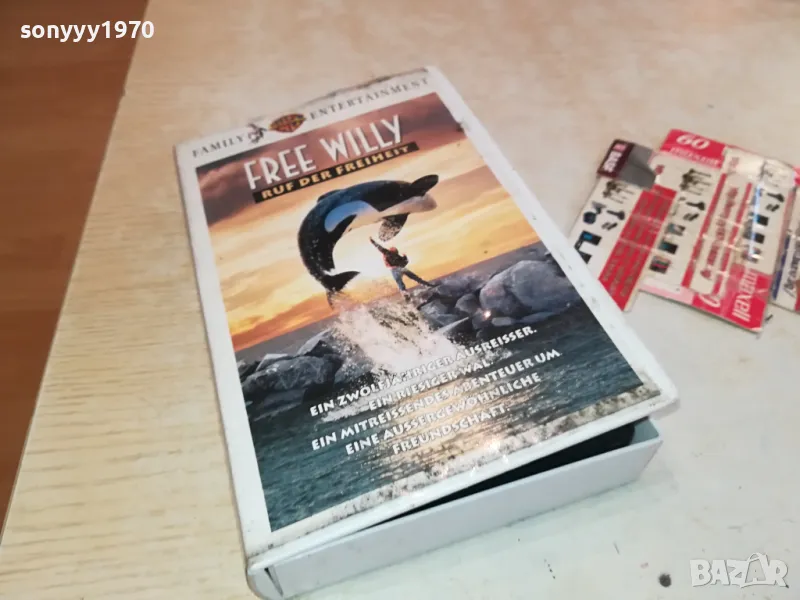 sonyyy1970
FAMILY ENTERTAINMENT
FREE WILLY
RUF DER FREIHEIT
EIN ZWÖLFJÄHRIGER AUSREISSER.
EIN RIESIGER WAL.
EIN MITREISSENDES ABENTEUER UM
EINE AUSSERGEWÖHNLICHE
FREUNDSCHAFT.
60
maxell
BAZAR